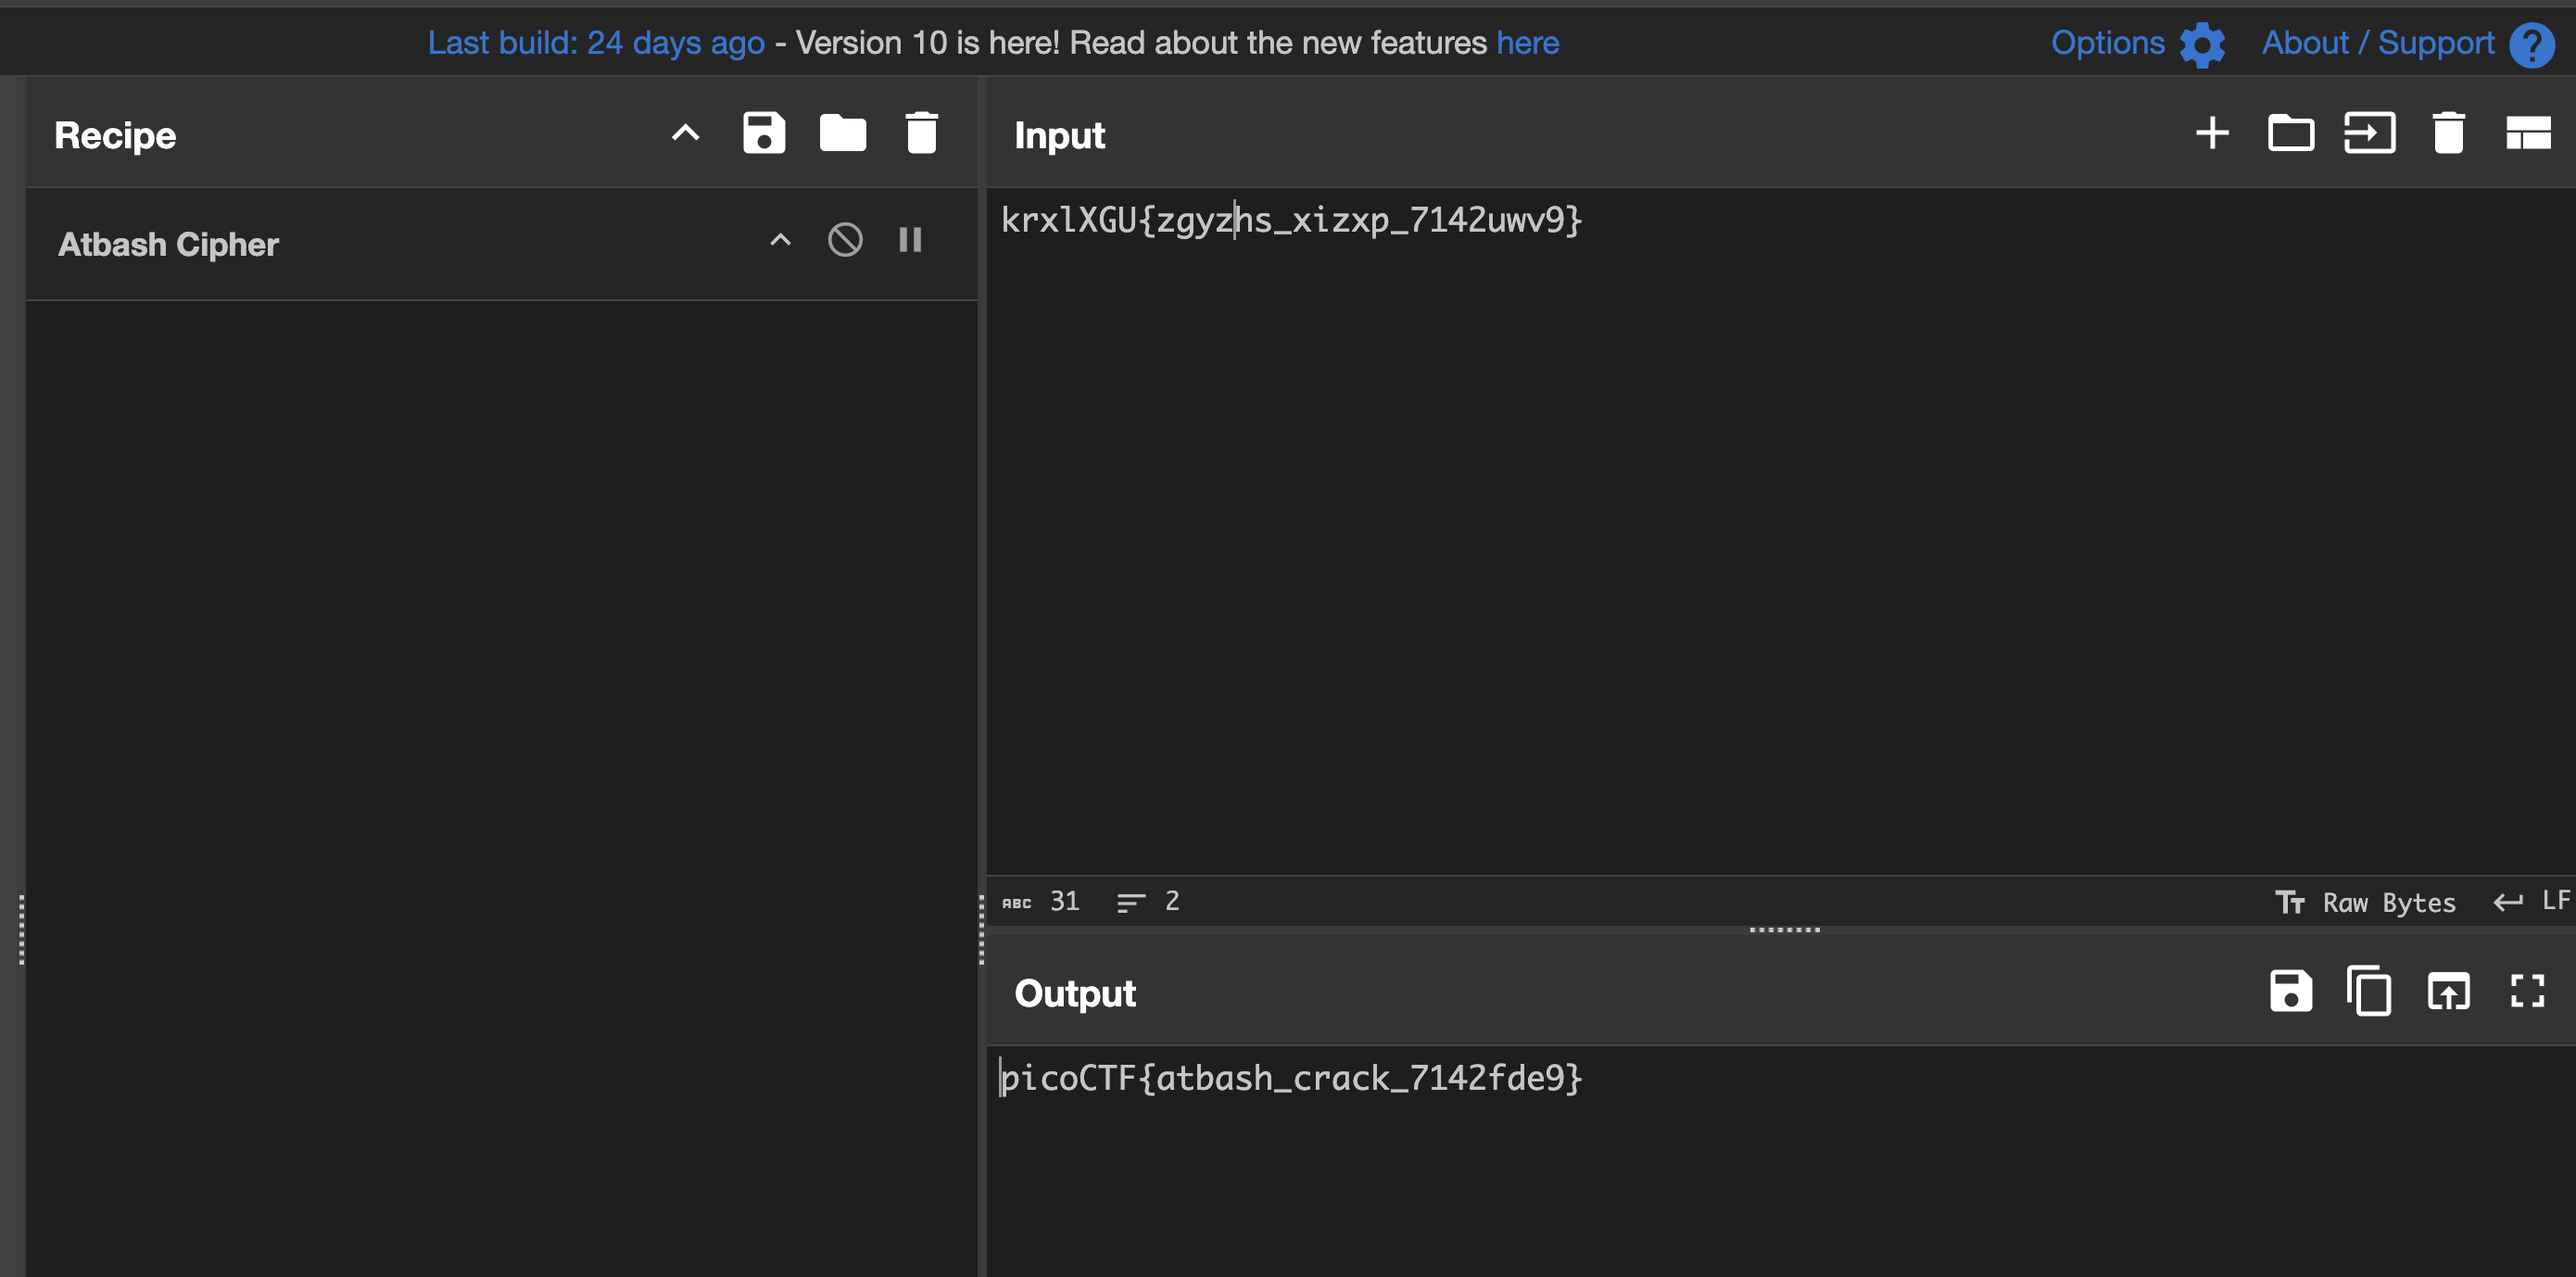 Last build: 24 days ago - Version 10 is here! Read about the new features here
Options
About / Support
Recipe
Atbash Cipher
Input
krxlXGU{zgyzhs_xizxp_7142uwv9}
ABC 31 2
Raw Bytes LF
Output
picoCTF{atbash_crack_7142fde9}